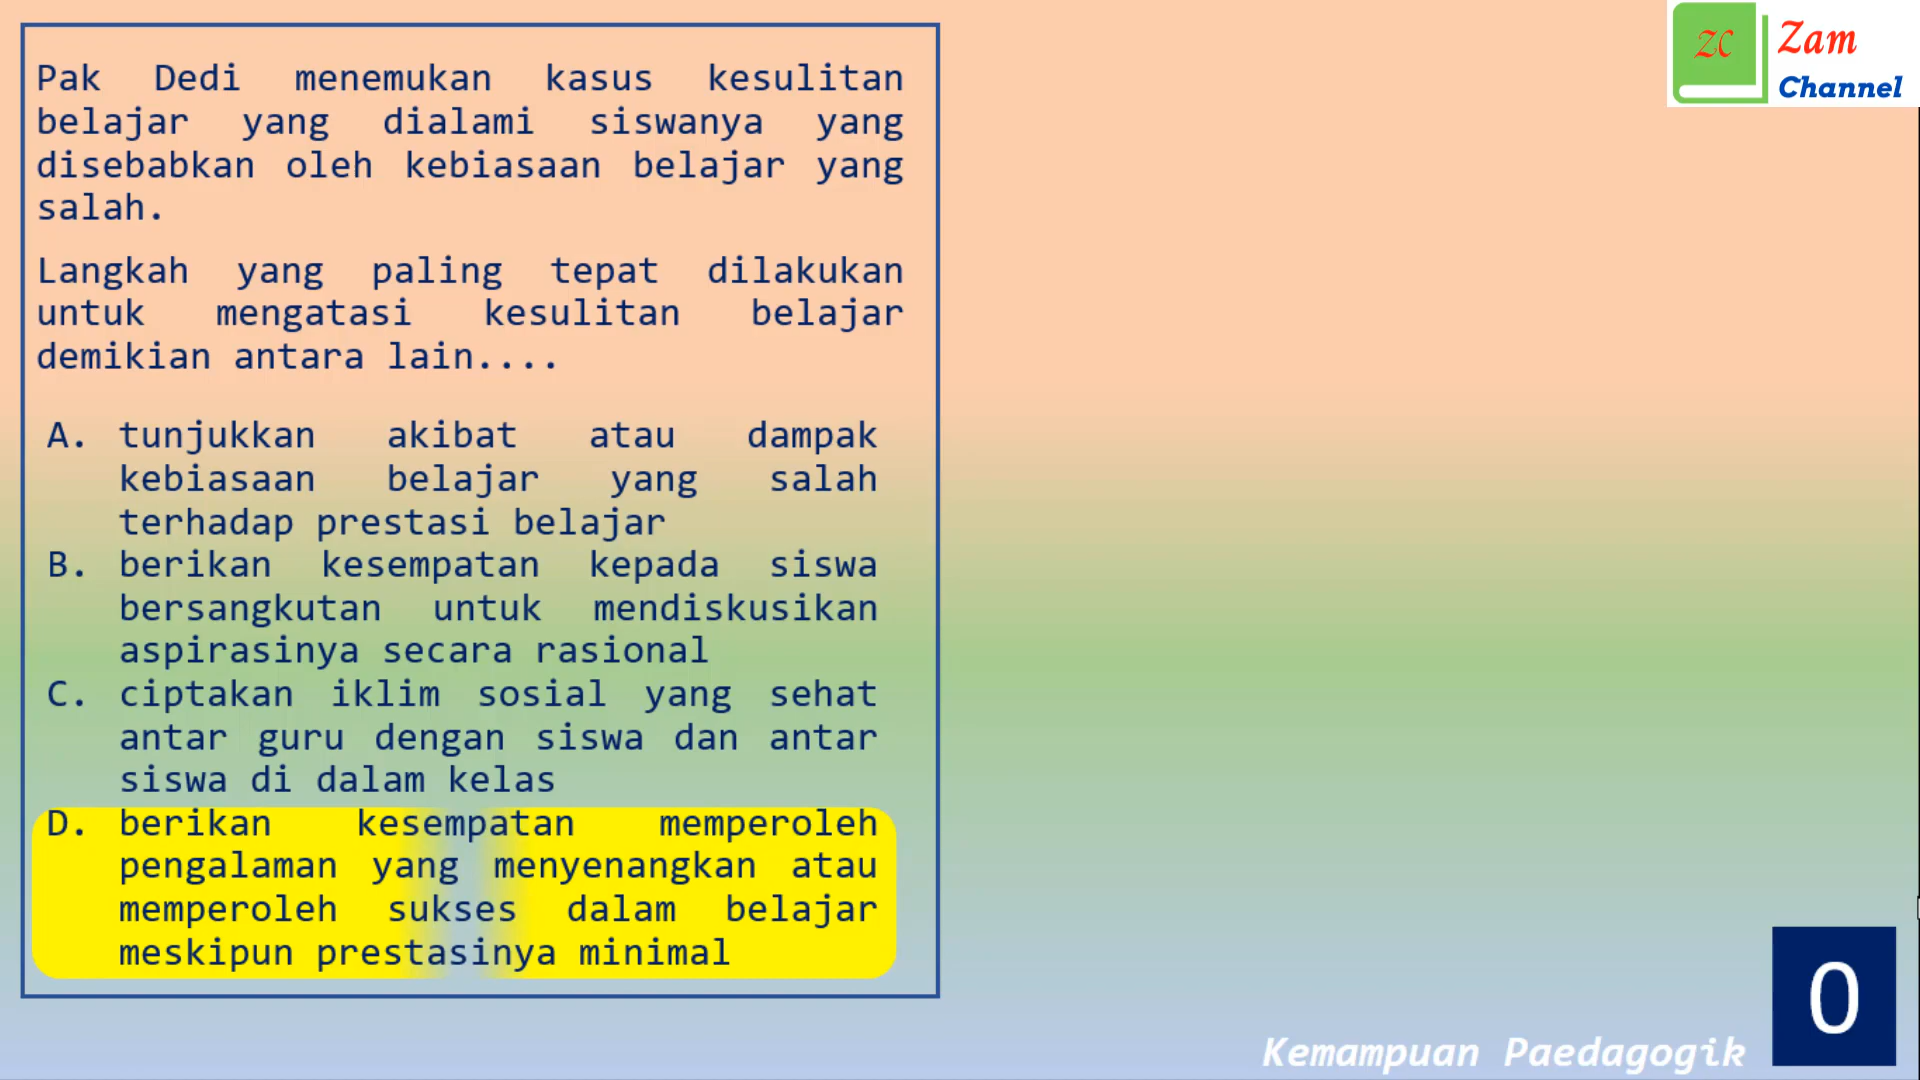 Pak Dedi menemukan kasus kesulitan
belajar yang dialami siswanya yang
disebabkan oleh kebiasaan belajar yang
salah.
Langkah yang paling tepat dilakukan
untuk mengatasi kesulitan belajar
demikian antara lain....
A. tunjukkan akibat atau dampak
kebiasaan belajar yang salah
terhadap prestasi belajar
B. berikan kesempatan kepada siswa
bersangkutan untuk mendiskusikan
aspirasinya secara rasional
C. ciptakan iklim sosial yang sehat
antar guru dengan siswa dan antar
siswa di dalam kelas
D. berikan kesempatan memperoleh
pengalaman yang menyenangkan atau
memperoleh sukses dalam belajar
meskipun prestasinya minimal
ZC
Zam
Channel
Kemampuan Paedagogik
0